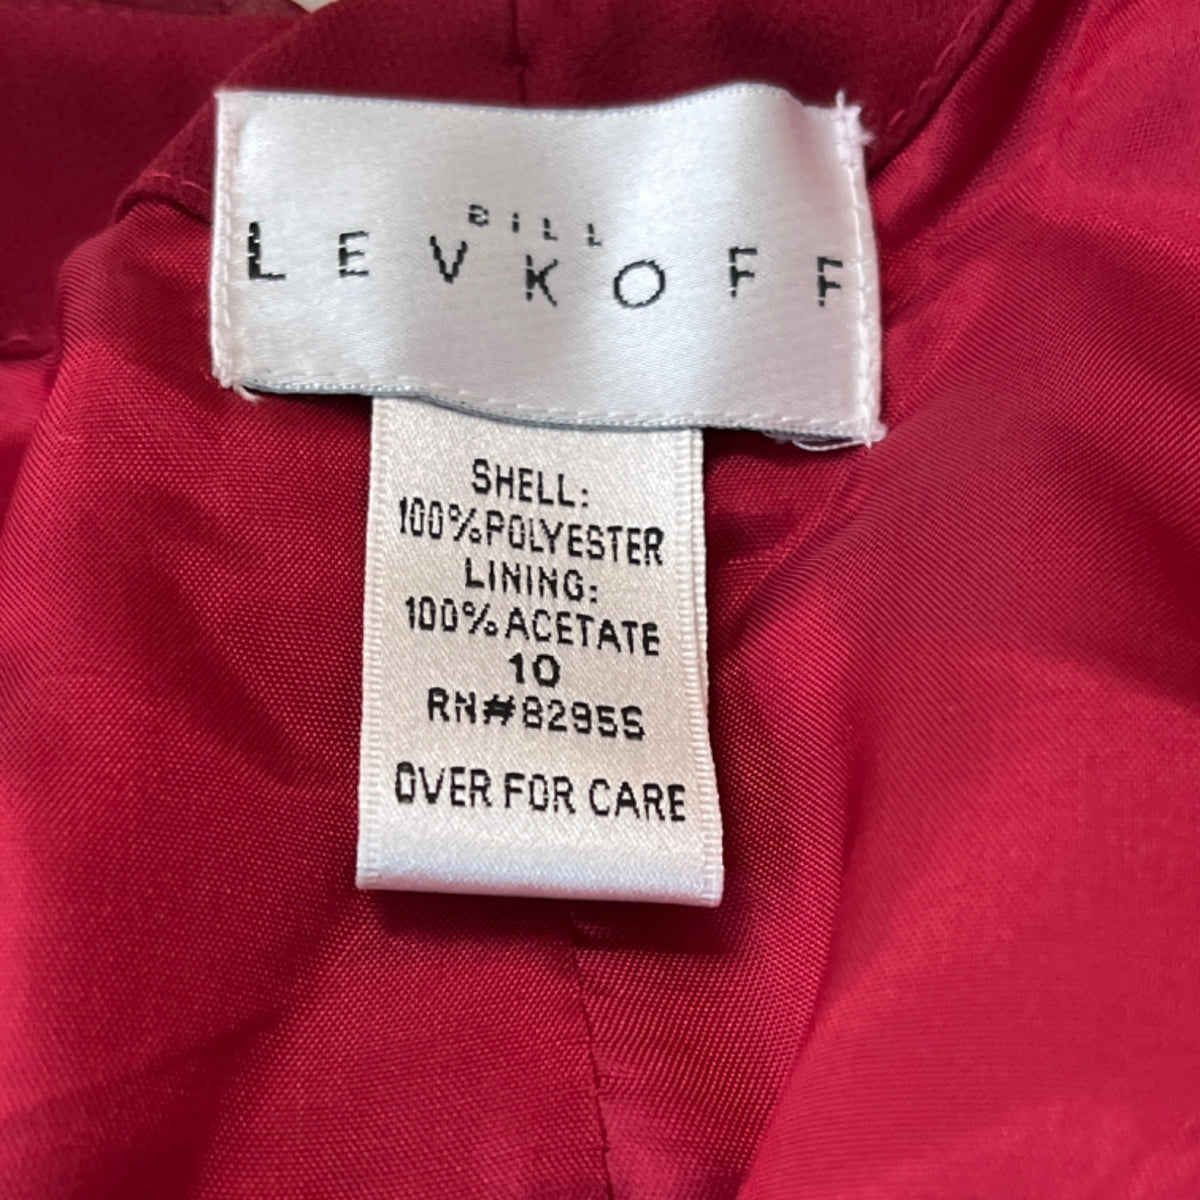 BILL
LEVKOFF
SHELL:
100%POLYESTER
LINING:
100%ACETATE
10
RN#82955
OVER FOR CARE